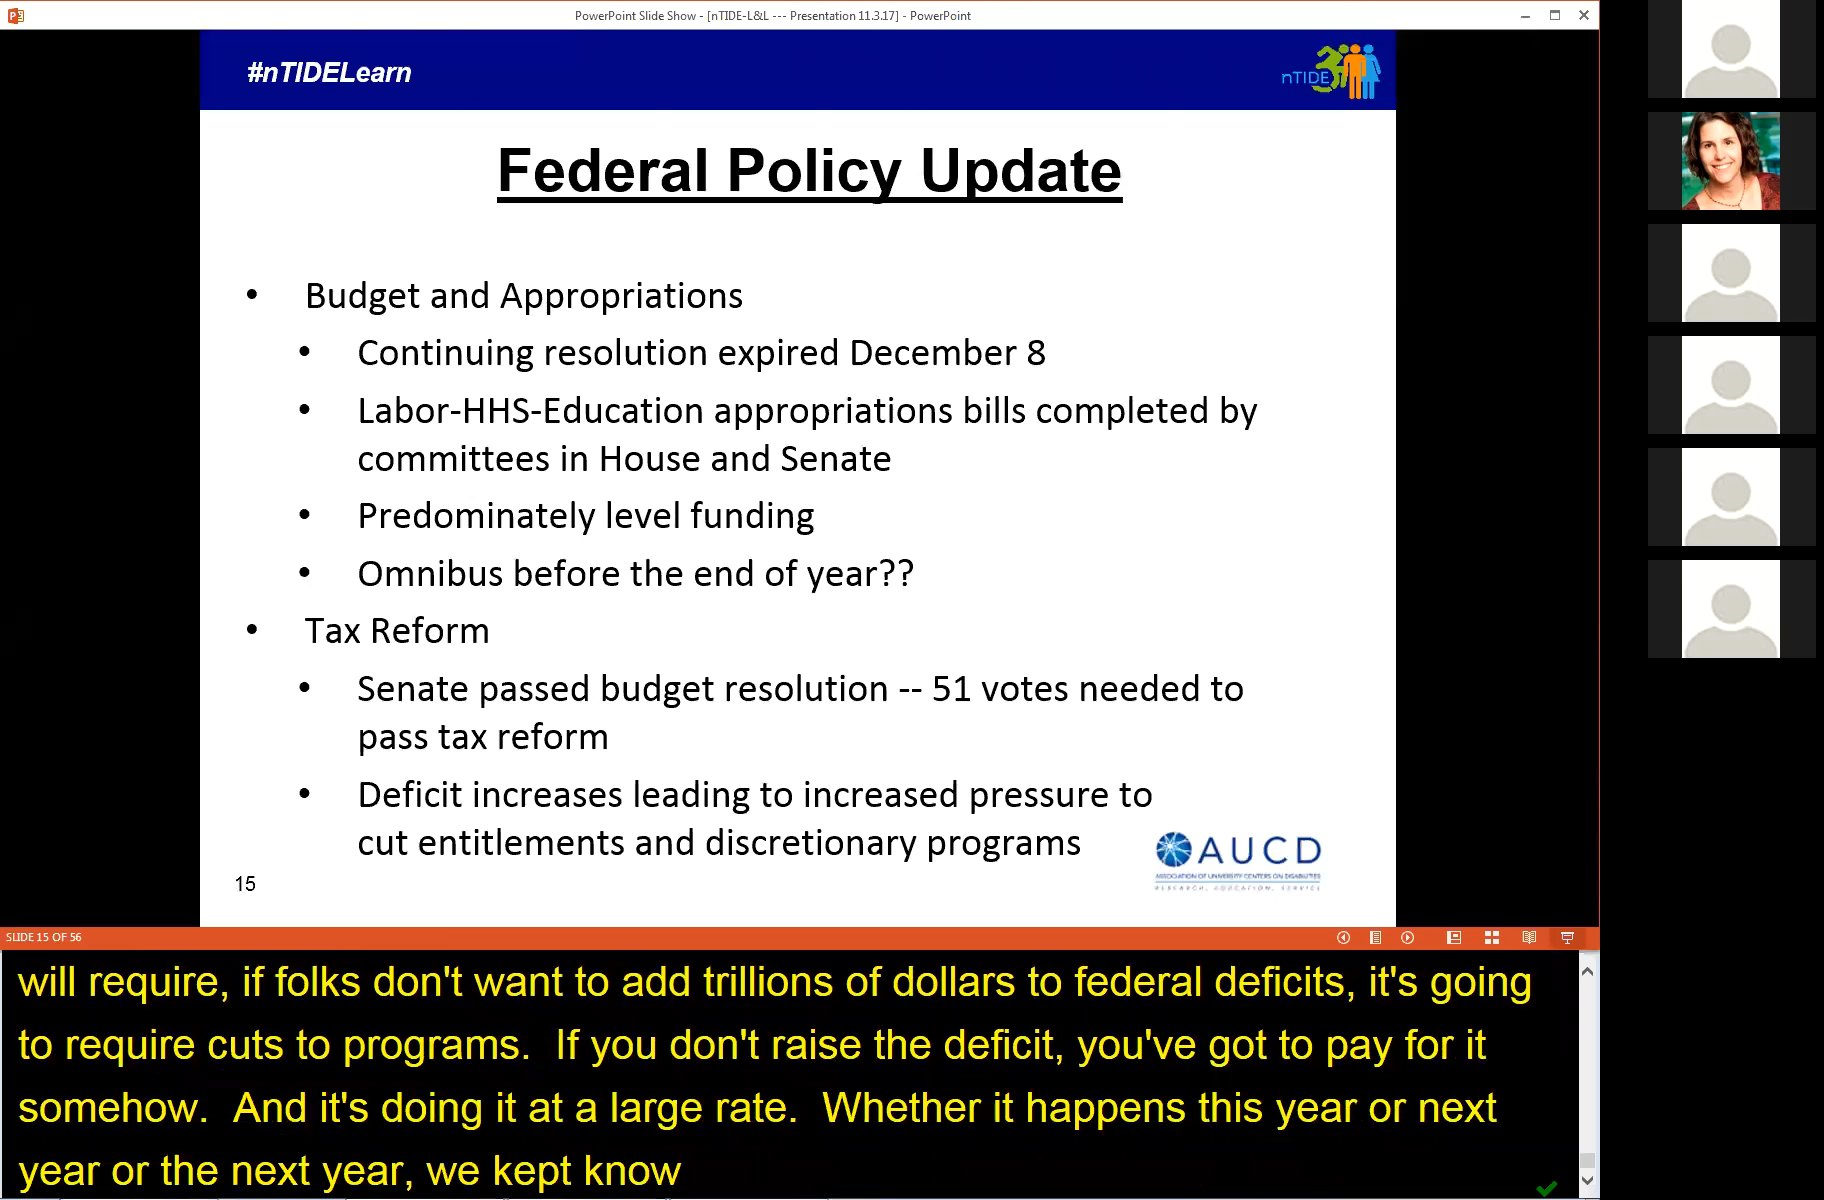 PowerPoint Slide Show - [nTIDE-L&L --- Presentation 11.3.17] - PowerPoint
#nTIDELearn
nTIDE
Federal Policy Update
• Budget and Appropriations
• Continuing resolution expired December 8
• Labor-HHS-Education appropriations bills completed by
committees in House and Senate
• Predominately level funding
• Omnibus before the end of year??
• Tax Reform
• Senate passed budget resolution -- 51 votes needed to
pass tax reform
• Deficit increases leading to increased pressure to
cut entitlements and discretionary programs
AUCD
ASSOCIATION OF UNIVERSITY CENTERS ON DISABILITIES
RESEARCH, EDUCATION, SERVICE
15
SLIDE 15 OF 56
will require, if folks don't want to add trillions of dollars to federal deficits, it's going
to require cuts to programs.  If you don't raise the deficit, you've got to pay for it
somehow.  And it's doing it at a large rate.  Whether it happens this year or next
year or the next year, we kept know